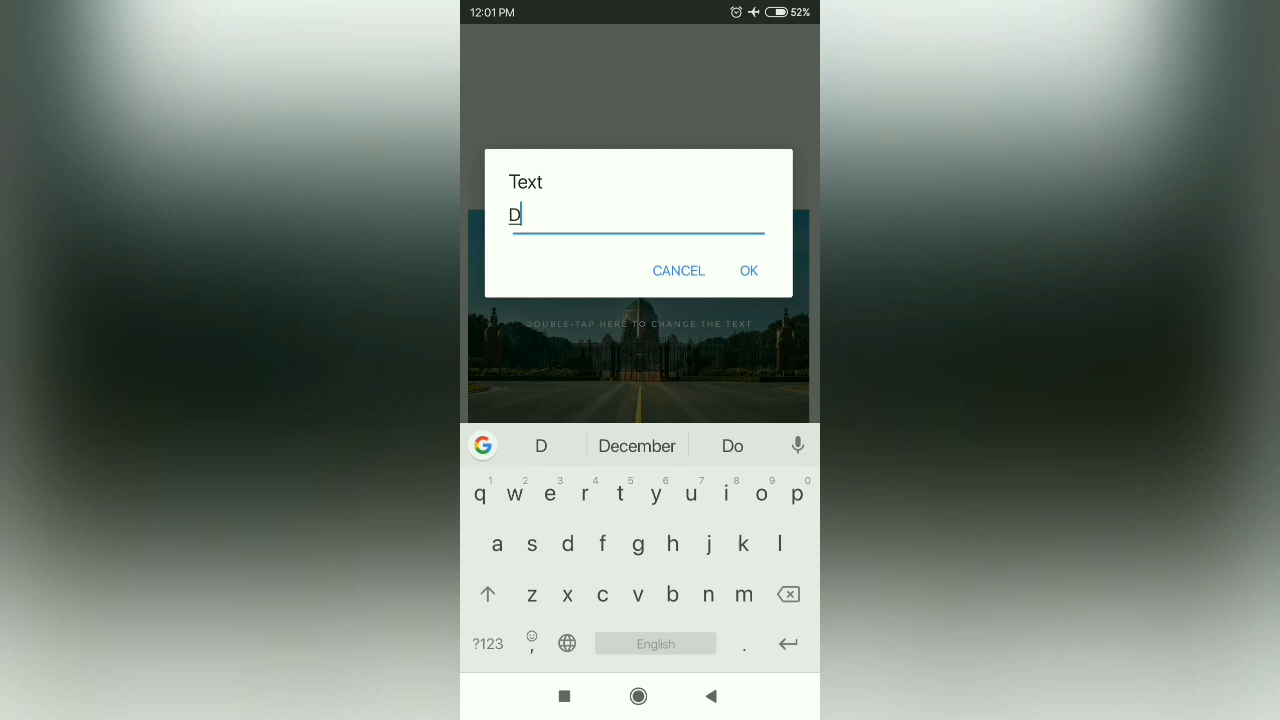 12:01 PM 52%
Text
D
CANCEL OK
DOUBLE-TAP HERE TO CHANGE THE TEXT
G D December Do
1 2 3 4 5 6 7 8 9 0
q w e r t y u i o p
a s d f g h j k l
z x c v b n m
?123 , English .